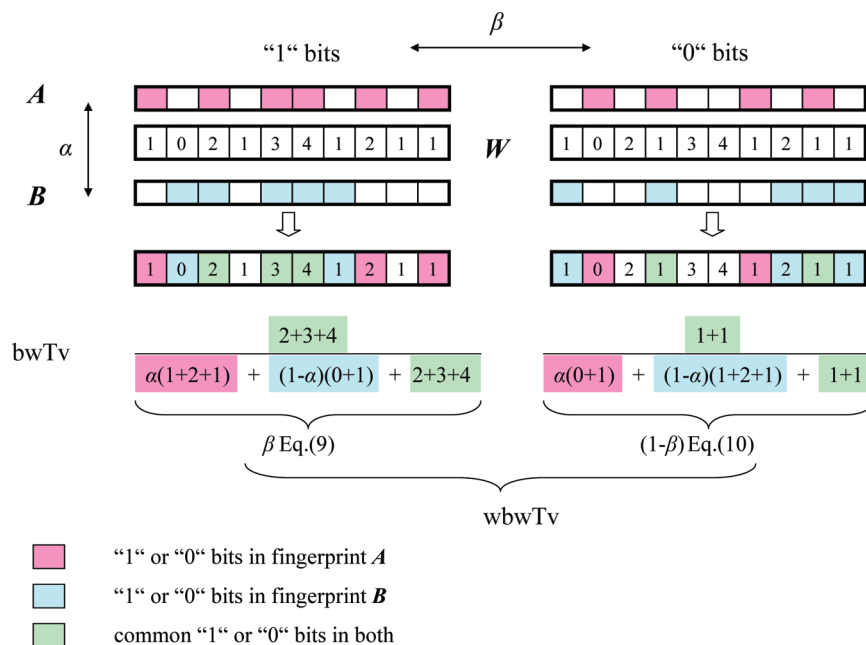 β
“1“ bits “0“ bits
A
1 0 2 1 3 4 1 2 1 1 1 0 2 1 3 4 1 2 1 1
α W
B
1 0 2 1 3 4 1 2 1 1 1 0 2 1 3 4 1 2 1 1
2+3+4 1+1
bwTv
α(1+2+1) + (1-α)(0+1) + 2+3+4 α(0+1) + (1-α)(1+2+1) + 1+1
β Eq.(9) (1-β) Eq.(10)
wbwTv
“1“ or “0“ bits in fingerprint A
“1“ or “0“ bits in fingerprint B
common “1“ or “0“ bits in both